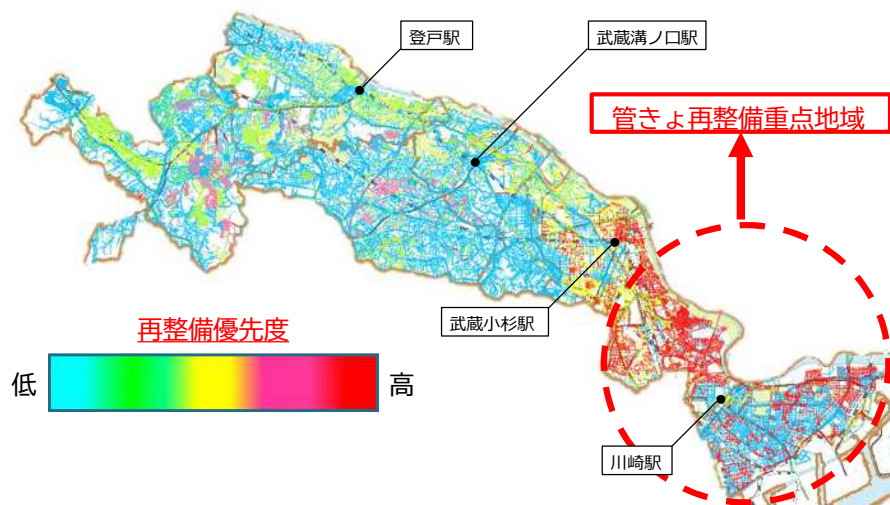 登戸駅
武蔵溝ノ口駅
管きょ再整備重点地域
武蔵小杉駅
再整備優先度
低
高
川崎駅